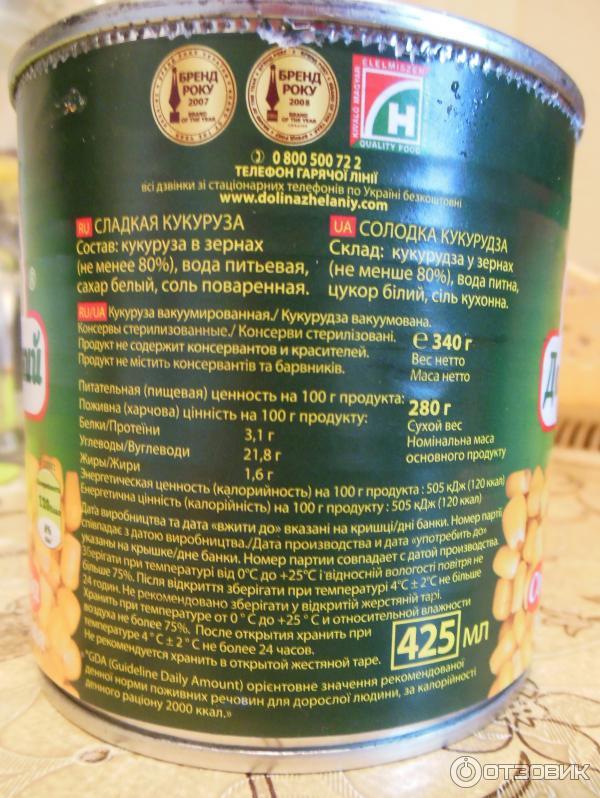 БРЕНД РОКУ 2007
BRAND OF THE YEAR
БРЕНД РОКУ 2008
BRAND OF THE YEAR
ÉLELMISZER
KIVÁLÓ MAGYAR
H
QUALITY FOOD
0 800 500 72 2
ТЕЛЕФОН ГАРЯЧОЇ ЛІНІЇ
всі дзвінки зі стаціонарних телефонів по Україні безкоштовні
www.dolinazhelaniy.com
RU СЛАДКАЯ КУКУРУЗА
Состав: кукуруза в зернах
(не менее 80%), вода питьевая,
сахар белый, соль поваренная.
UA СОЛОДКА КУКУРУДЗА
Склад: кукурудза у зернах
(не менше 80%), вода питна,
цукор білий, сіль кухонна.
RU/UA Кукуруза вакуумированная./ Кукурудза вакуумована.
Консервы стерилизованные./ Консерви стерилізовані.
Продукт не содержит консервантов и красителей.
Продукт не містить консервантів та барвників.
℮ 340 г
Вес нетто
Маса нетто
Питательная (пищевая) ценность на 100 г продукта:
Поживна (харчова) цінність на 100 г продукту:
Белки/Протеїни
3,1 г
Углеводы/Вуглеводи
21,8 г
Жиры/Жири
1,6 г
280 г
Сухой вес
Номінальна маса
основного продукту
Энергетическая ценность (калорийность) на 100 г продукта : 505 кДж (120 ккал)
Енергетична цінність (калорійність) на 100 г продукту : 505 кДж (120 ккал)
Дата виробництва та дата «вжити до» вказані на кришці/дні банки. Номер партії
співпадає з датою виробництва./Дата производства и дата «употребить до»
указаны на крышке/дне банки. Номер партии совпадает с датой производства.
Зберігати при температурі від 0°С до +25°С і відносній вологості повітря не
більше 75%. Після відкриття зберігати при температурі 4°С ± 2°С не більше
24 годин. Не рекомендовано зберігати у відкритій жерстяній тарі.
Хранить при температуре от 0 ° С до +25 ° С и относительной влажности
воздуха не более 75%. После открытия хранить при
температуре 4 ° С ± 2 °С не более 24 часов.
Не рекомендуется хранить в открытой жестяной таре.
425 МЛ
*"GDA (Guideline Daily Amount) орієнтовне значення рекомендованої
денної норми поживних речовин для дорослої людини, за калорійності
денного раціону 2000 ккал.»
ОТЗОВИК